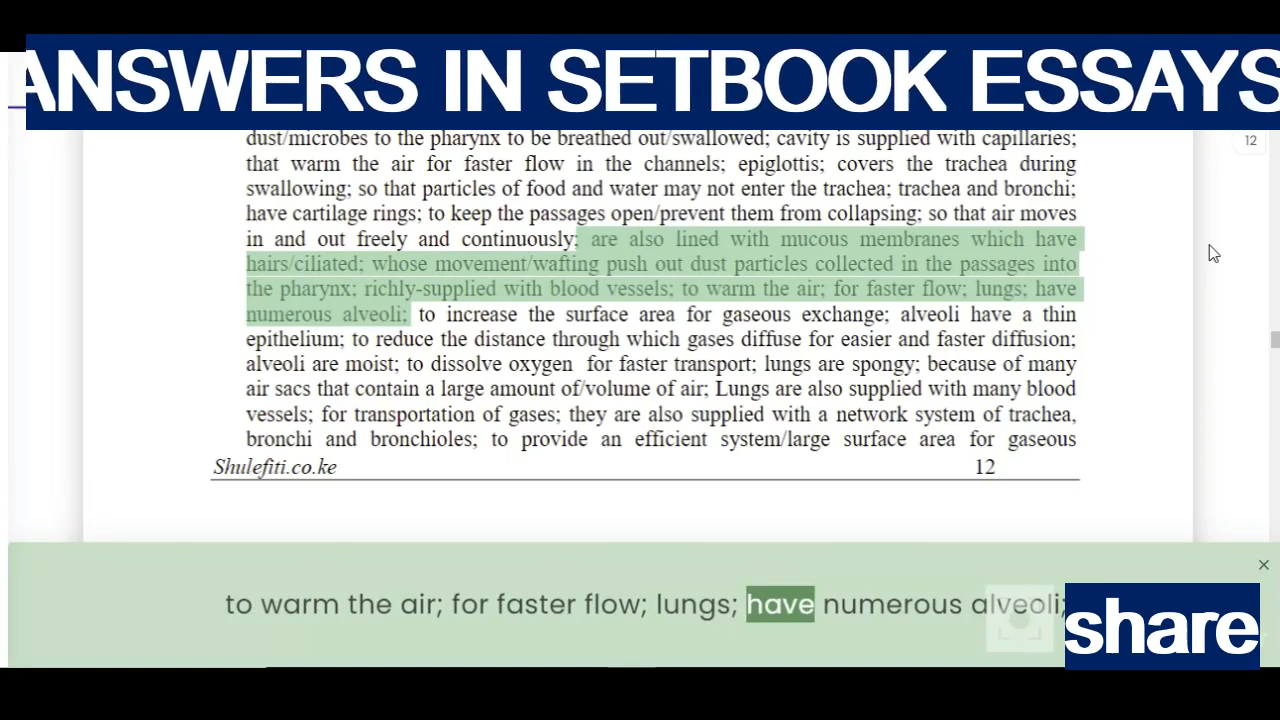 ANSWERS IN SETBOOK ESSAYS
dust/microbes to the pharynx to be breathed out/swallowed; cavity is supplied with capillaries;
12
that warm the air for faster flow in the channels; epiglottis; covers the trachea during
swallowing; so that particles of food and water may not enter the trachea; trachea and bronchi;
have cartilage rings; to keep the passages open/prevent them from collapsing; so that air moves
in and out freely and continuously; are also lined with mucous membranes which have
hairs/ciliated; whose movement/wafting push out dust particles collected in the passages into
the pharynx; richly-supplied with blood vessels; to warm the air; for faster flow; lungs; have
numerous alveoli; to increase the surface area for gaseous exchange; alveoli have a thin
epithelium; to reduce the distance through which gases diffuse for easier and faster diffusion;
alveoli are moist; to dissolve oxygen for faster transport; lungs are spongy; because of many
air sacs that contain a large amount of/volume of air; Lungs are also supplied with many blood
vessels; for transportation of gases; they are also supplied with a network system of trachea,
bronchi and bronchioles; to provide an efficient system/large surface area for gaseous
Shulefiti.co.ke 12
to warm the air; for faster flow; lungs; have numerous alveoli;
share